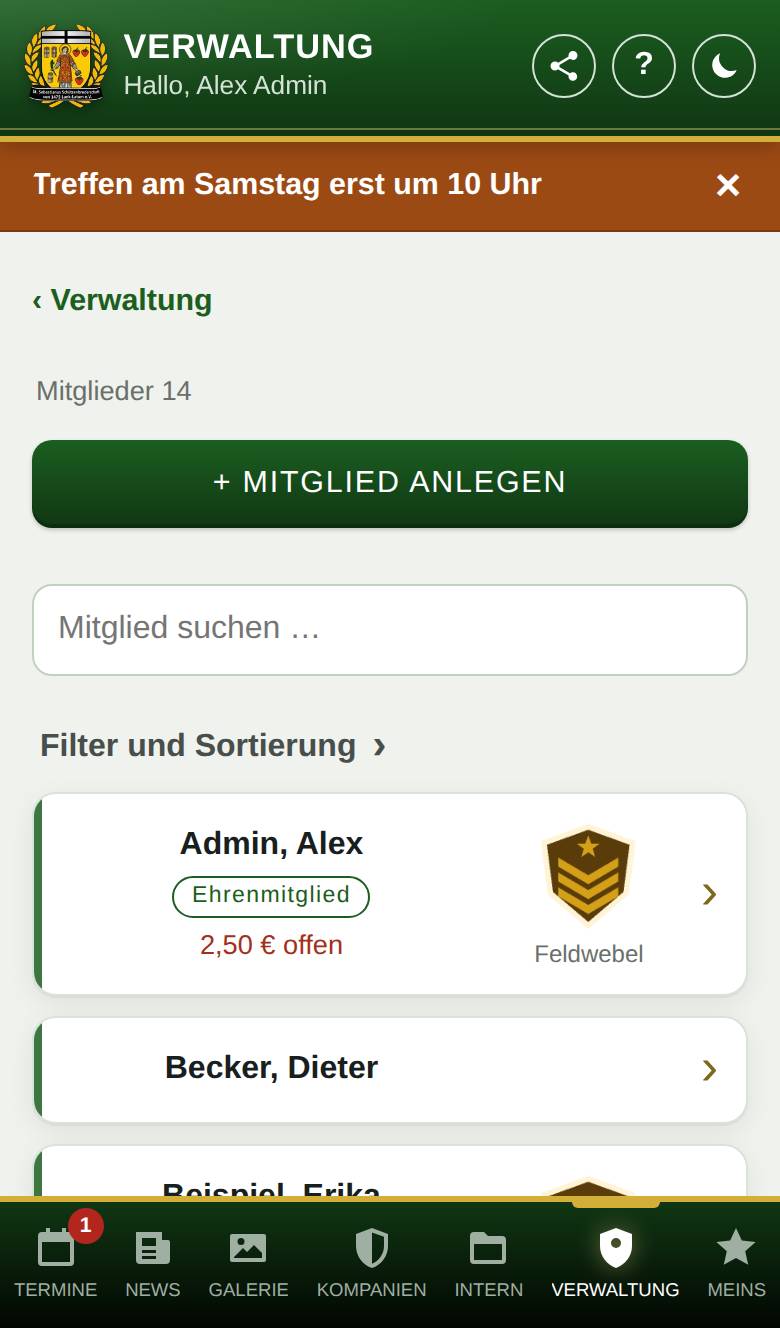 VERWALTUNG
Hallo, Alex Admin
?
Treffen am Samstag erst um 10 Uhr
×
‹ Verwaltung
Mitglieder 14
+ MITGLIED ANLEGEN
Mitglied suchen …
Filter und Sortierung ›
Admin, Alex
Ehrenmitglied
2,50 € offen
Feldwebel
›
Becker, Dieter
›
Beispiel, Erika
1
TERMINE
NEWS
GALERIE
KOMPANIEN
INTERN
VERWALTUNG
MEINS